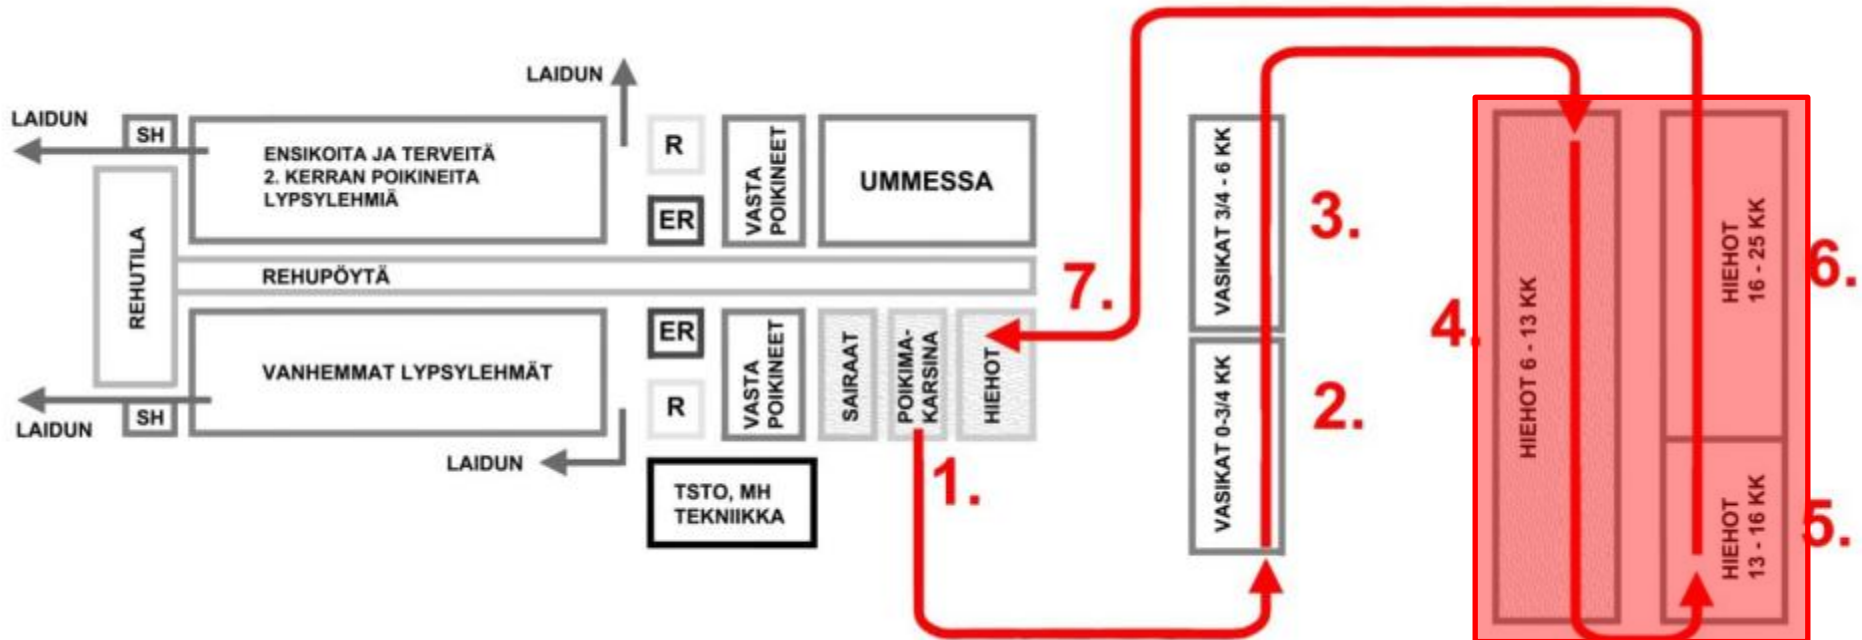 LAIDUN
LAIDUN
SH
ENSIKOITA JA TERVEITÄ
2. KERRAN POIKINEITA
LYPSYLEHMIÄ
R
ER
VASTA
POIKINEET
UMMESSA
REHUTILA
REHUPÖYTÄ
VANHEMMAT LYPSYLEHMÄT
SH
LAIDUN
LAIDUN
ER
R
VASTA
POIKINEET
SAIRAAT
POIKIMA-
KARSINA
HIEHOT
TSTO, MH
TEKNIIKKA
1.
7.
VASIKAT 3/4 - 6 KK
3.
VASIKAT 0-3/4 KK
2.
4.
HIEHOT 6 - 13 KK
HIEHOT
16 - 25 KK
6.
HIEHOT
13 - 16 KK
5.